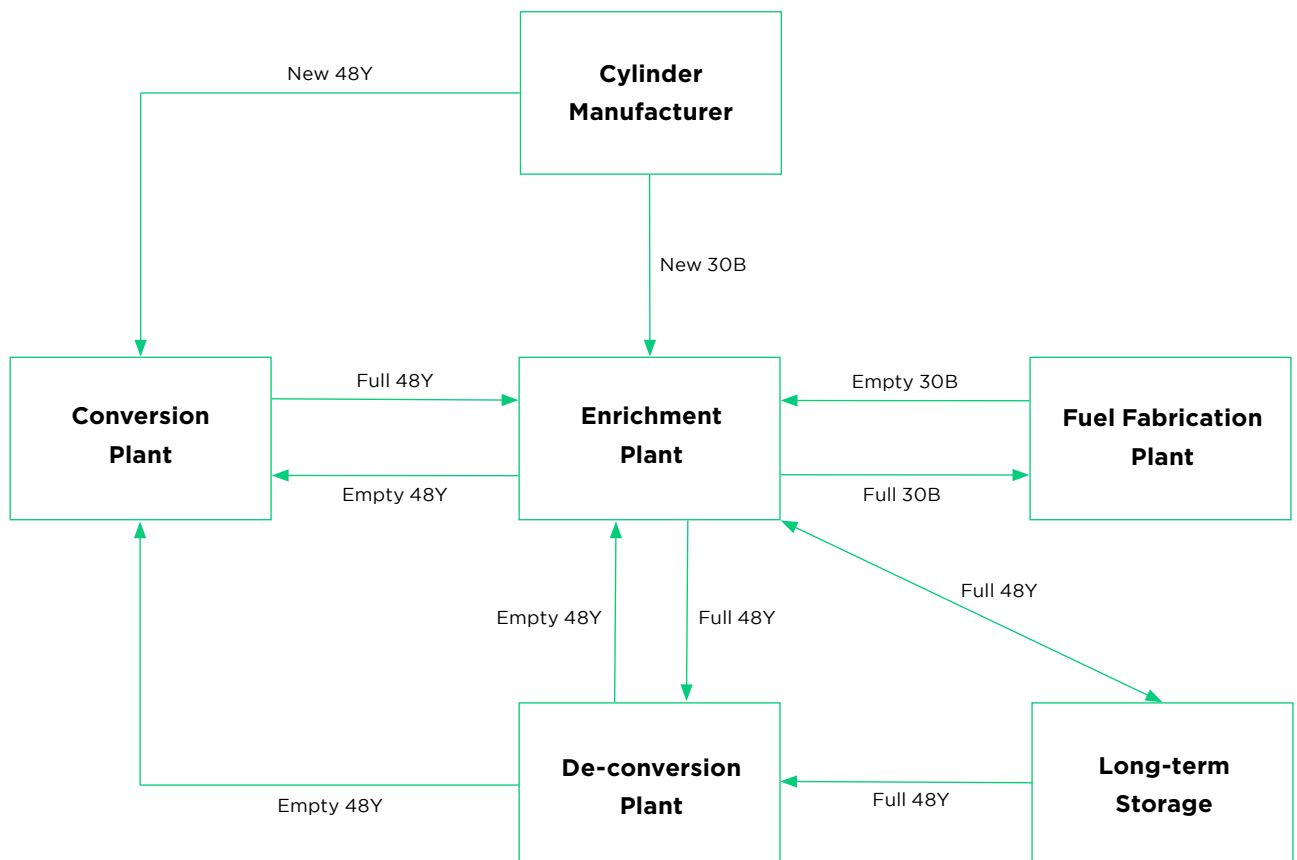 New 48Y
Cylinder
Manufacturer
New 30B
Conversion
Plant
Full 48Y
Empty 48Y
Enrichment
Plant
Empty 30B
Full 30B
Fuel Fabrication
Plant
Empty 48Y
Full 48Y
Full 48Y
Empty 48Y
De-conversion
Plant
Full 48Y
Long-term
Storage